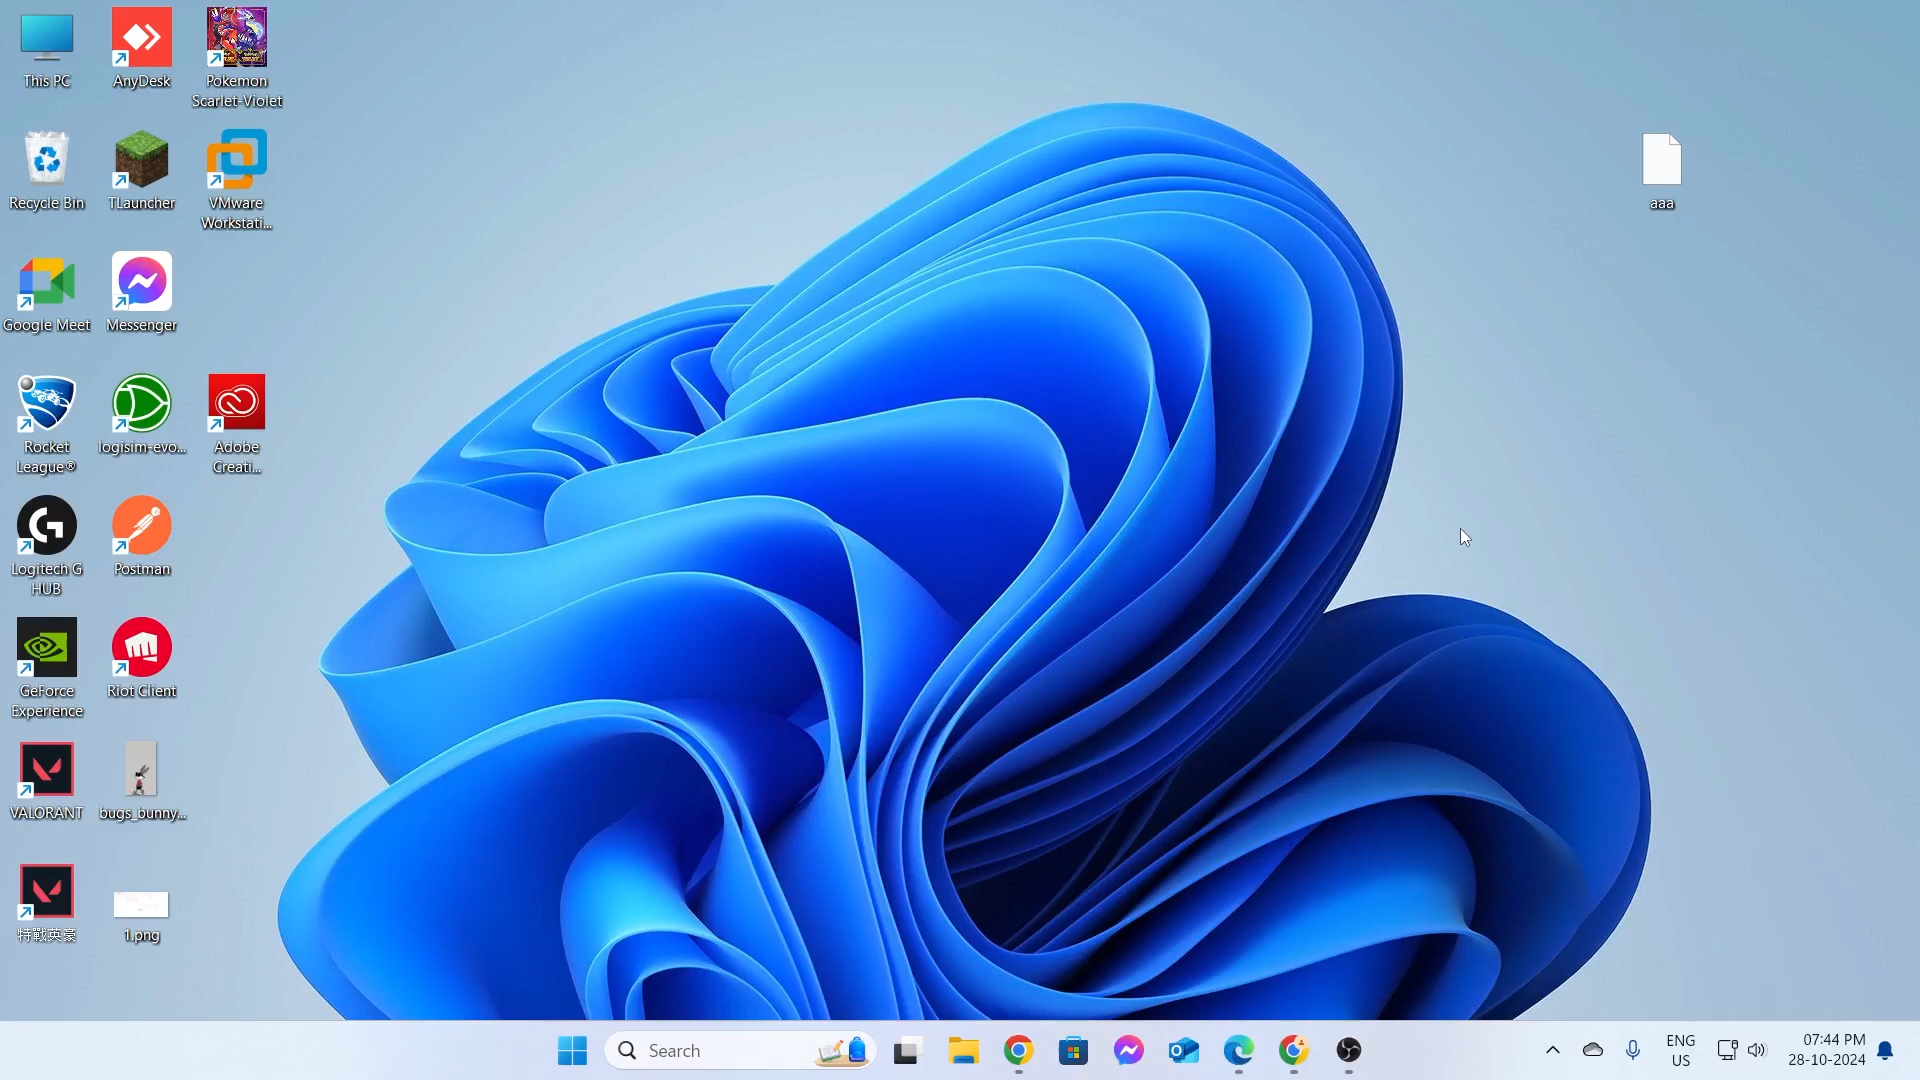 This PC
AnyDesk
Pokemon
Scarlet-Violet
Recycle Bin
TLauncher
VMware
Workstati...
Google Meet
Messenger
Rocket
League®
logisim-evo...
Adobe
Creati...
Logitech G
HUB
Postman
GeForce
Experience
Riot Client
VALORANT
bugs_bunny...
特戰英豪
1.png
aaa
Search
ENG
US
07:44 PM
28-10-2024